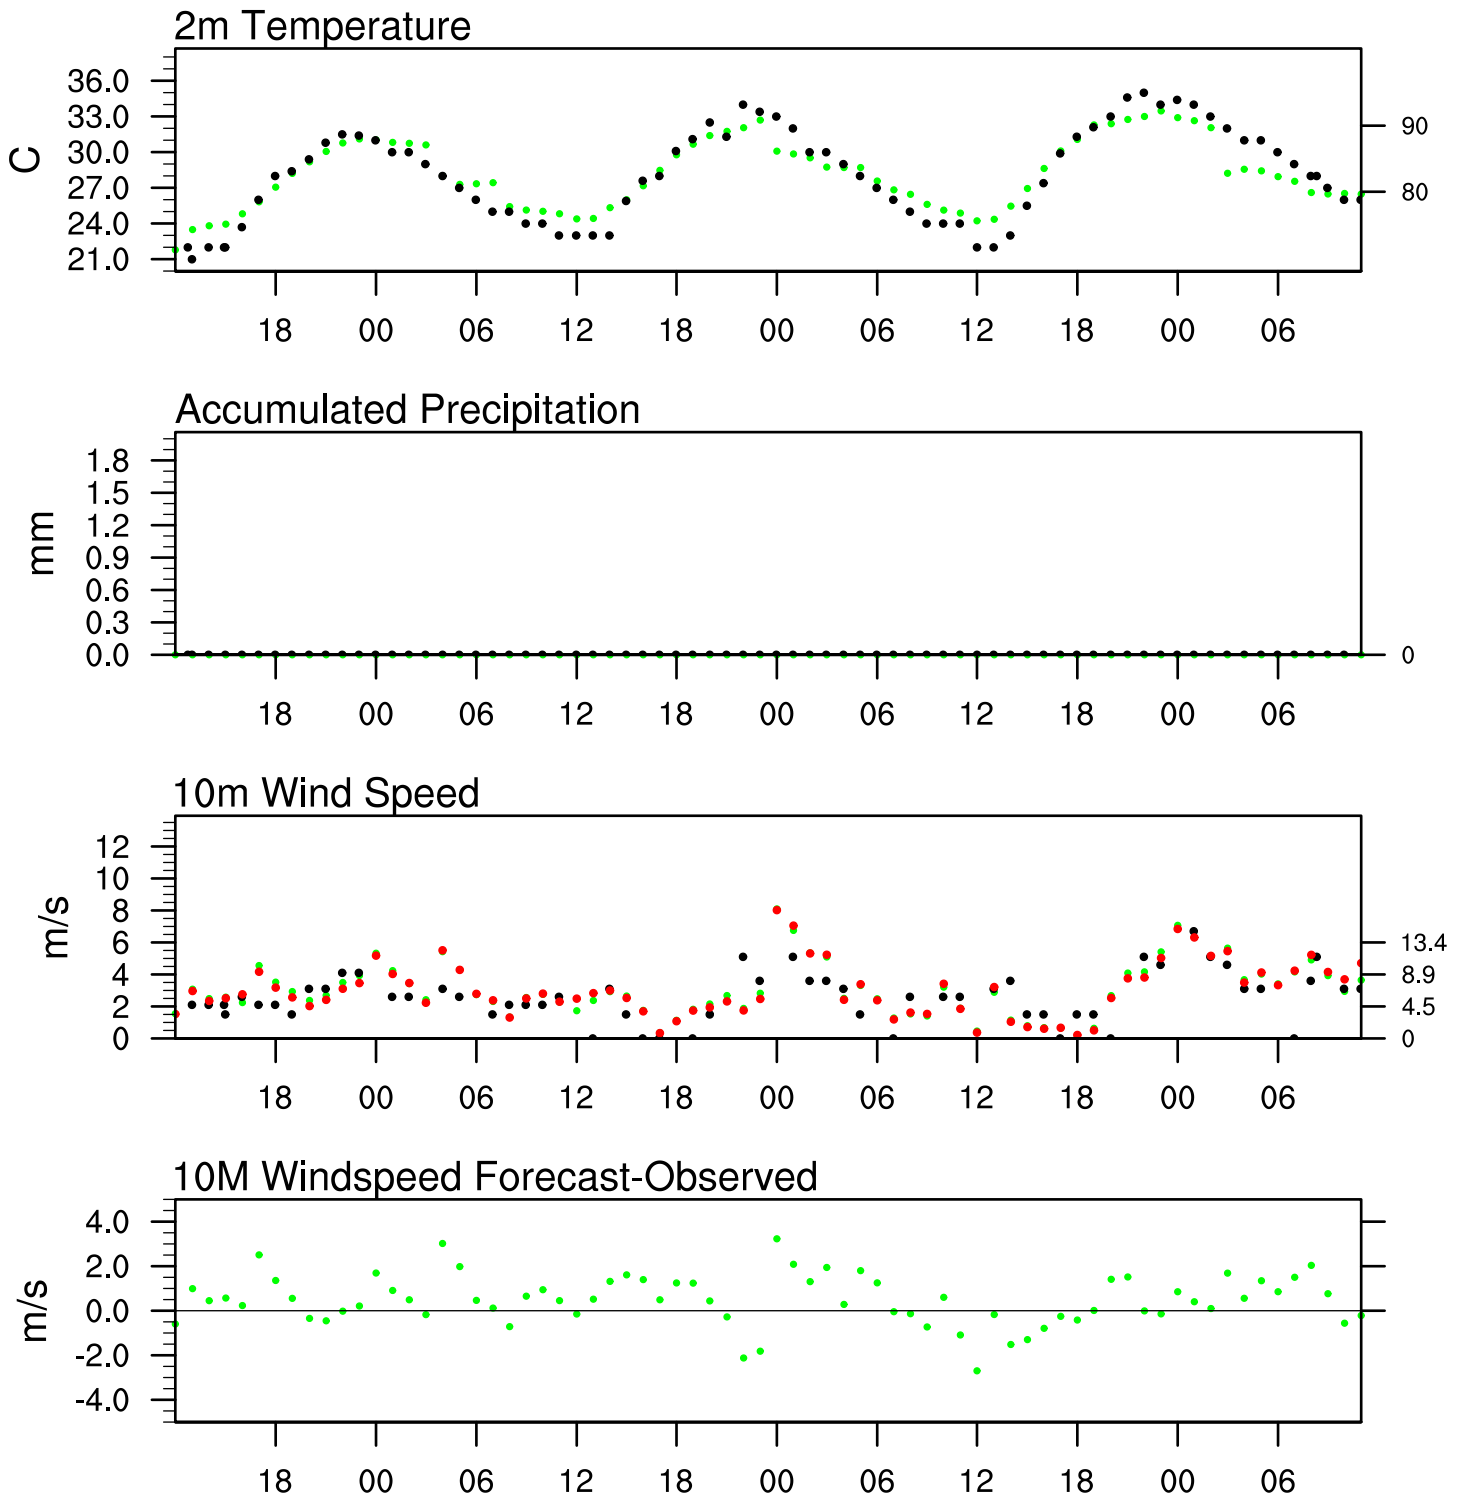 2m Temperature
36.0
33.0
30.0
27.0
24.0
21.0
C
90
80
18 00 06 12 18 00 06 12 18 00 06
Accumulated Precipitation
1.8
1.5
1.2
0.9
0.6
0.3
0.0
mm
0
18 00 06 12 18 00 06 12 18 00 06
10m Wind Speed
12
10
8
6
4
2
0
m/s
13.4
8.9
4.5
0
18 00 06 12 18 00 06 12 18 00 06
10M Windspeed Forecast-Observed
4.0
2.0
0.0
-2.0
-4.0
m/s
18 00 06 12 18 00 06 12 18 00 06